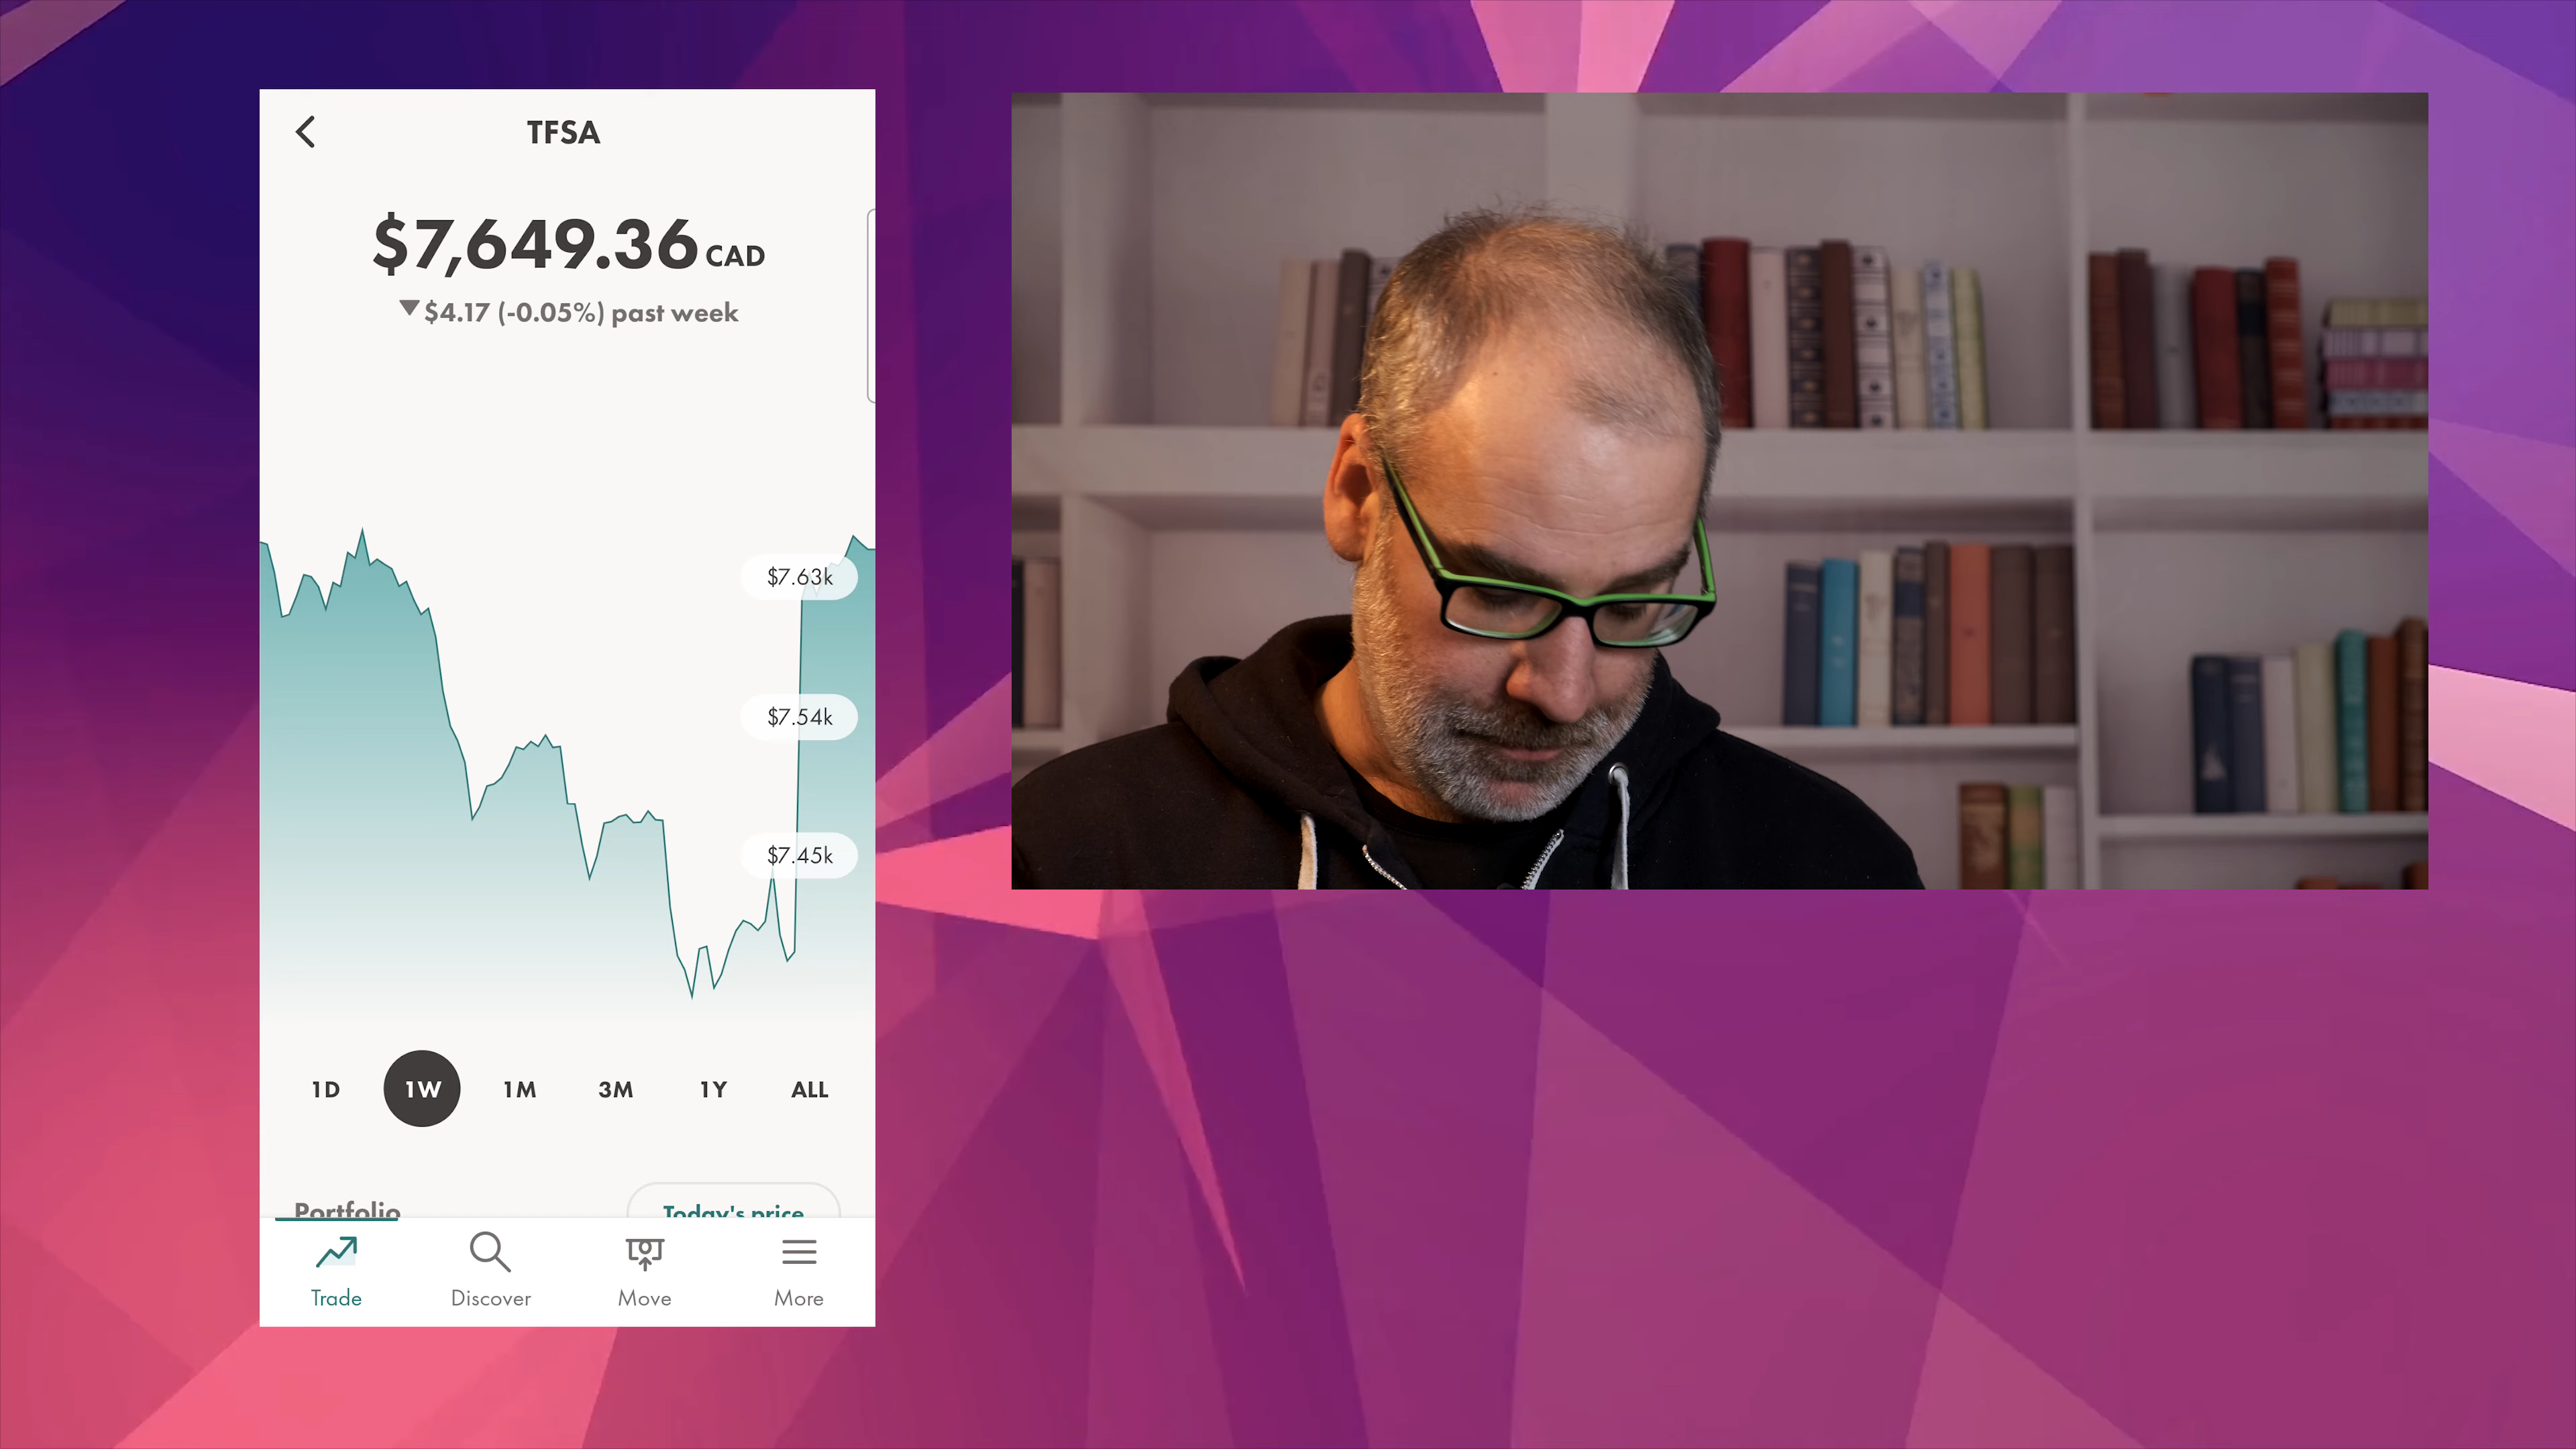 TFSA
$7,649.36 CAD
▼$4.17 (-0.05%) past week
$7.63k
$7.54k
$7.45k
1D 1W 1M 3M 1Y ALL
Portfolio Today's price
Trade Discover Move More